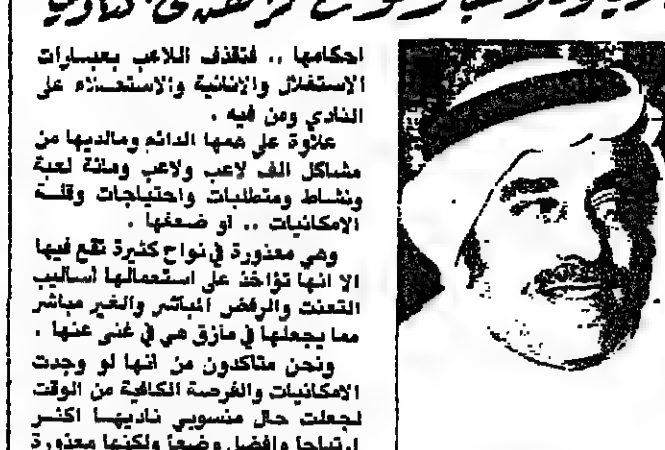 احكامها .. فتقذف اللاعب بعبارات
الاستغلال والانانية والاستعلاء على
النادي ومن فيه .
علاوة على همها الدائم ومالديها من
مشاكل الف لاعب ولاعب ومائة لعبة
ونشاط ومتطلبات واحتياجات وقلة
الامكانيات .. او ضعفها .
وهي معذورة في نواح كثيرة تقع فيها
الا انها تؤاخذ على استعمالها أساليب
التعنت والرفض المباشر والغير مباشر
مما يجعلها في مأزق هي في غنى عنها .
ونحن متاكدون من انها لو وجدت
الامكانيات والفرصة الكافية من الوقت
لجعلت حال منسوبي ناديها اكثر
ارتياحا وافضل وضعا ولكنها معذورة